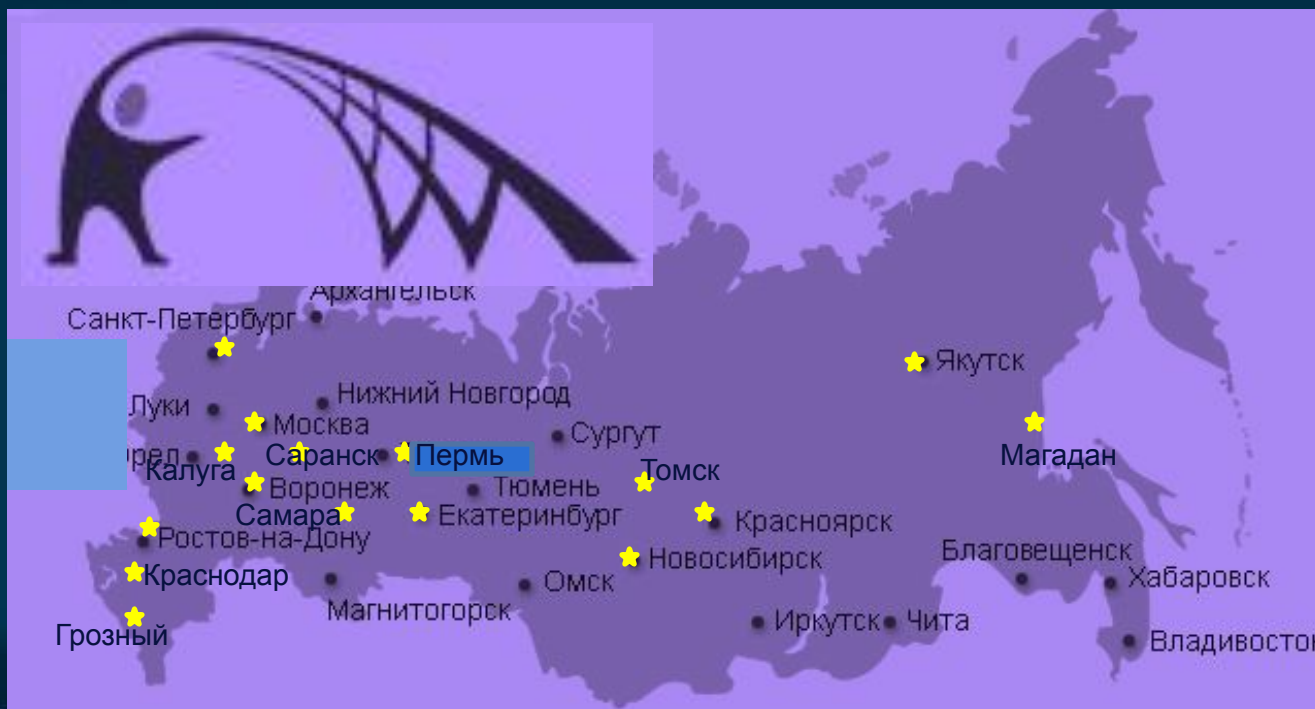 Архангельск
Санкт-Петербург
Якутск
Нижний Новгород
Луки
Москва
Сургут
Саранск
Пермь
Томск
Магадан
Калуга
Воронеж
Тюмень
Самара
Екатеринбург
Красноярск
Ростов-на-Дону
Новосибирск
Благовещенск
Краснодар
Омск
Хабаровск
Магнитогорск
Иркутск
Чита
Грозный
Владивосток